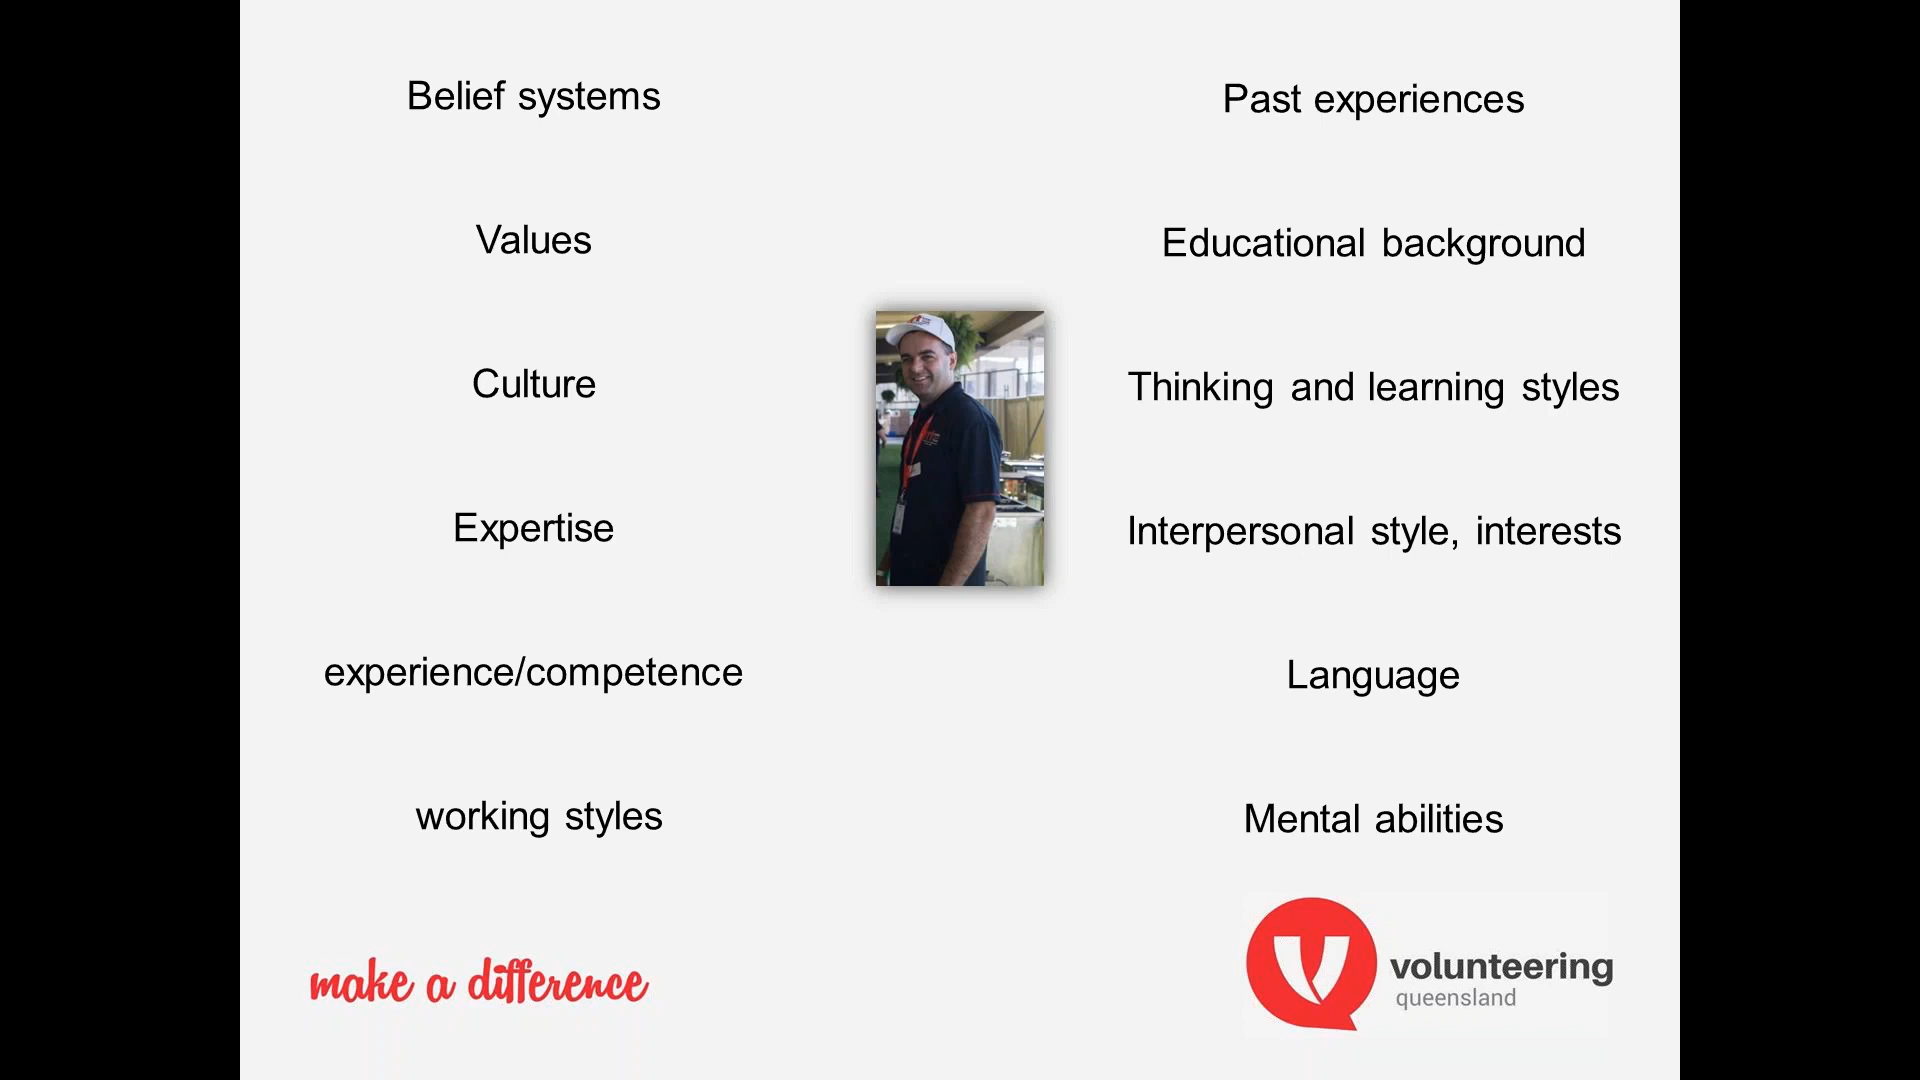 Belief systems
Values
Culture
Expertise
experience/competence
working styles
Past experiences
Educational background
Thinking and learning styles
Interpersonal style, interests
Language
Mental abilities
make a difference
volunteering
queensland